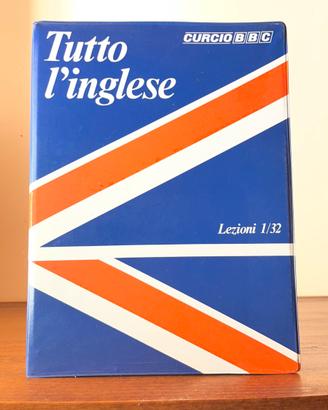 Tutto
l'inglese
CURCIO BBC
Lezioni 1/32